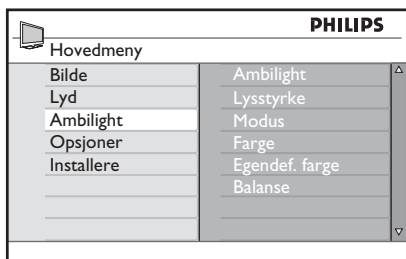 PHILIPS
Hovedmeny
Bilde
Lyd
Ambilight
Opsjoner
Installere
Ambilight
Lysstyrke
Modus
Farge
Egendef. farge
Balanse